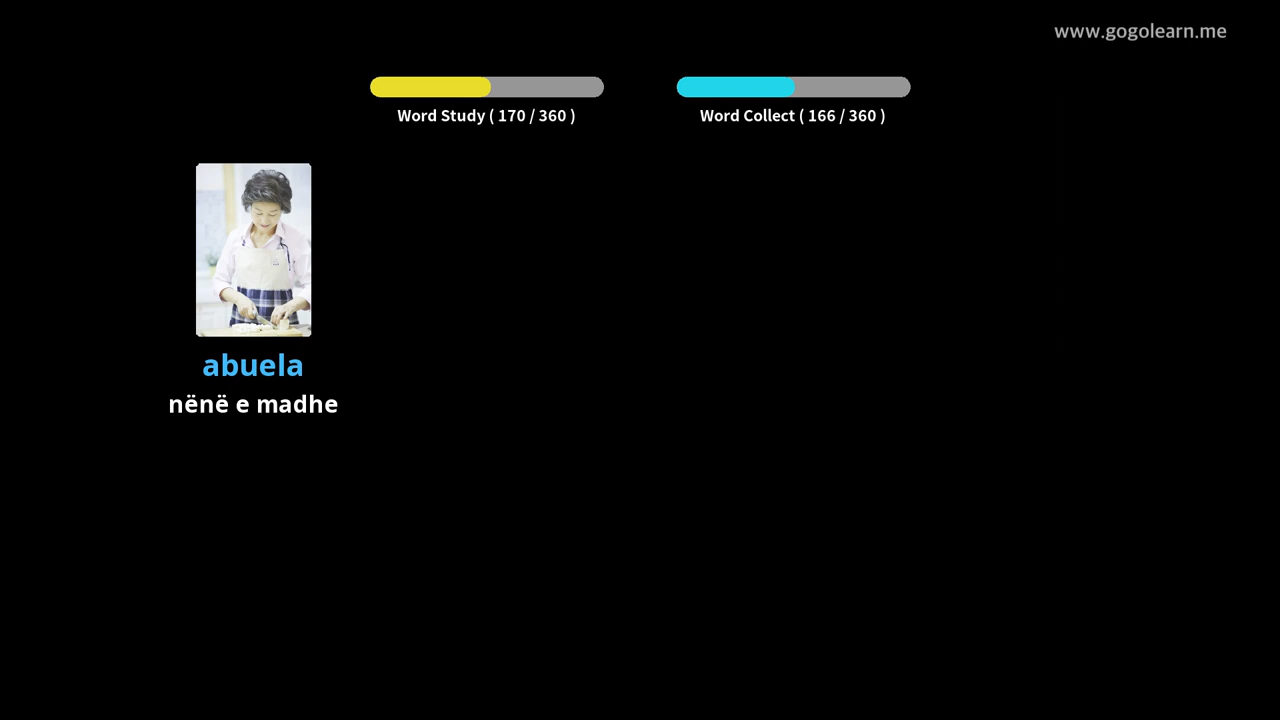 www.gogolearn.me
Word Study ( 170 / 360 )
Word Collect ( 166 / 360 )
abuela
nënë e madhe